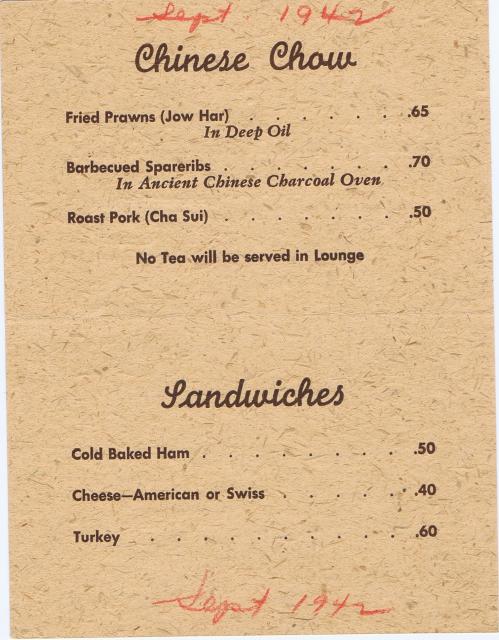 Sept. 1942
Chinese Chow
Fried Prawns (Jow Har) . . . . . . .65
In Deep Oil
Barbecued Spareribs . . . . . . .70
In Ancient Chinese Charcoal Oven
Roast Pork (Cha Sui) . . . . . . . .50
No Tea will be served in Lounge
Sandwiches
Cold Baked Ham . . . . . . . . .50
Cheese—American or Swiss . . . . . .40
Turkey . . . . . . . . . . . .60
Sept 1942